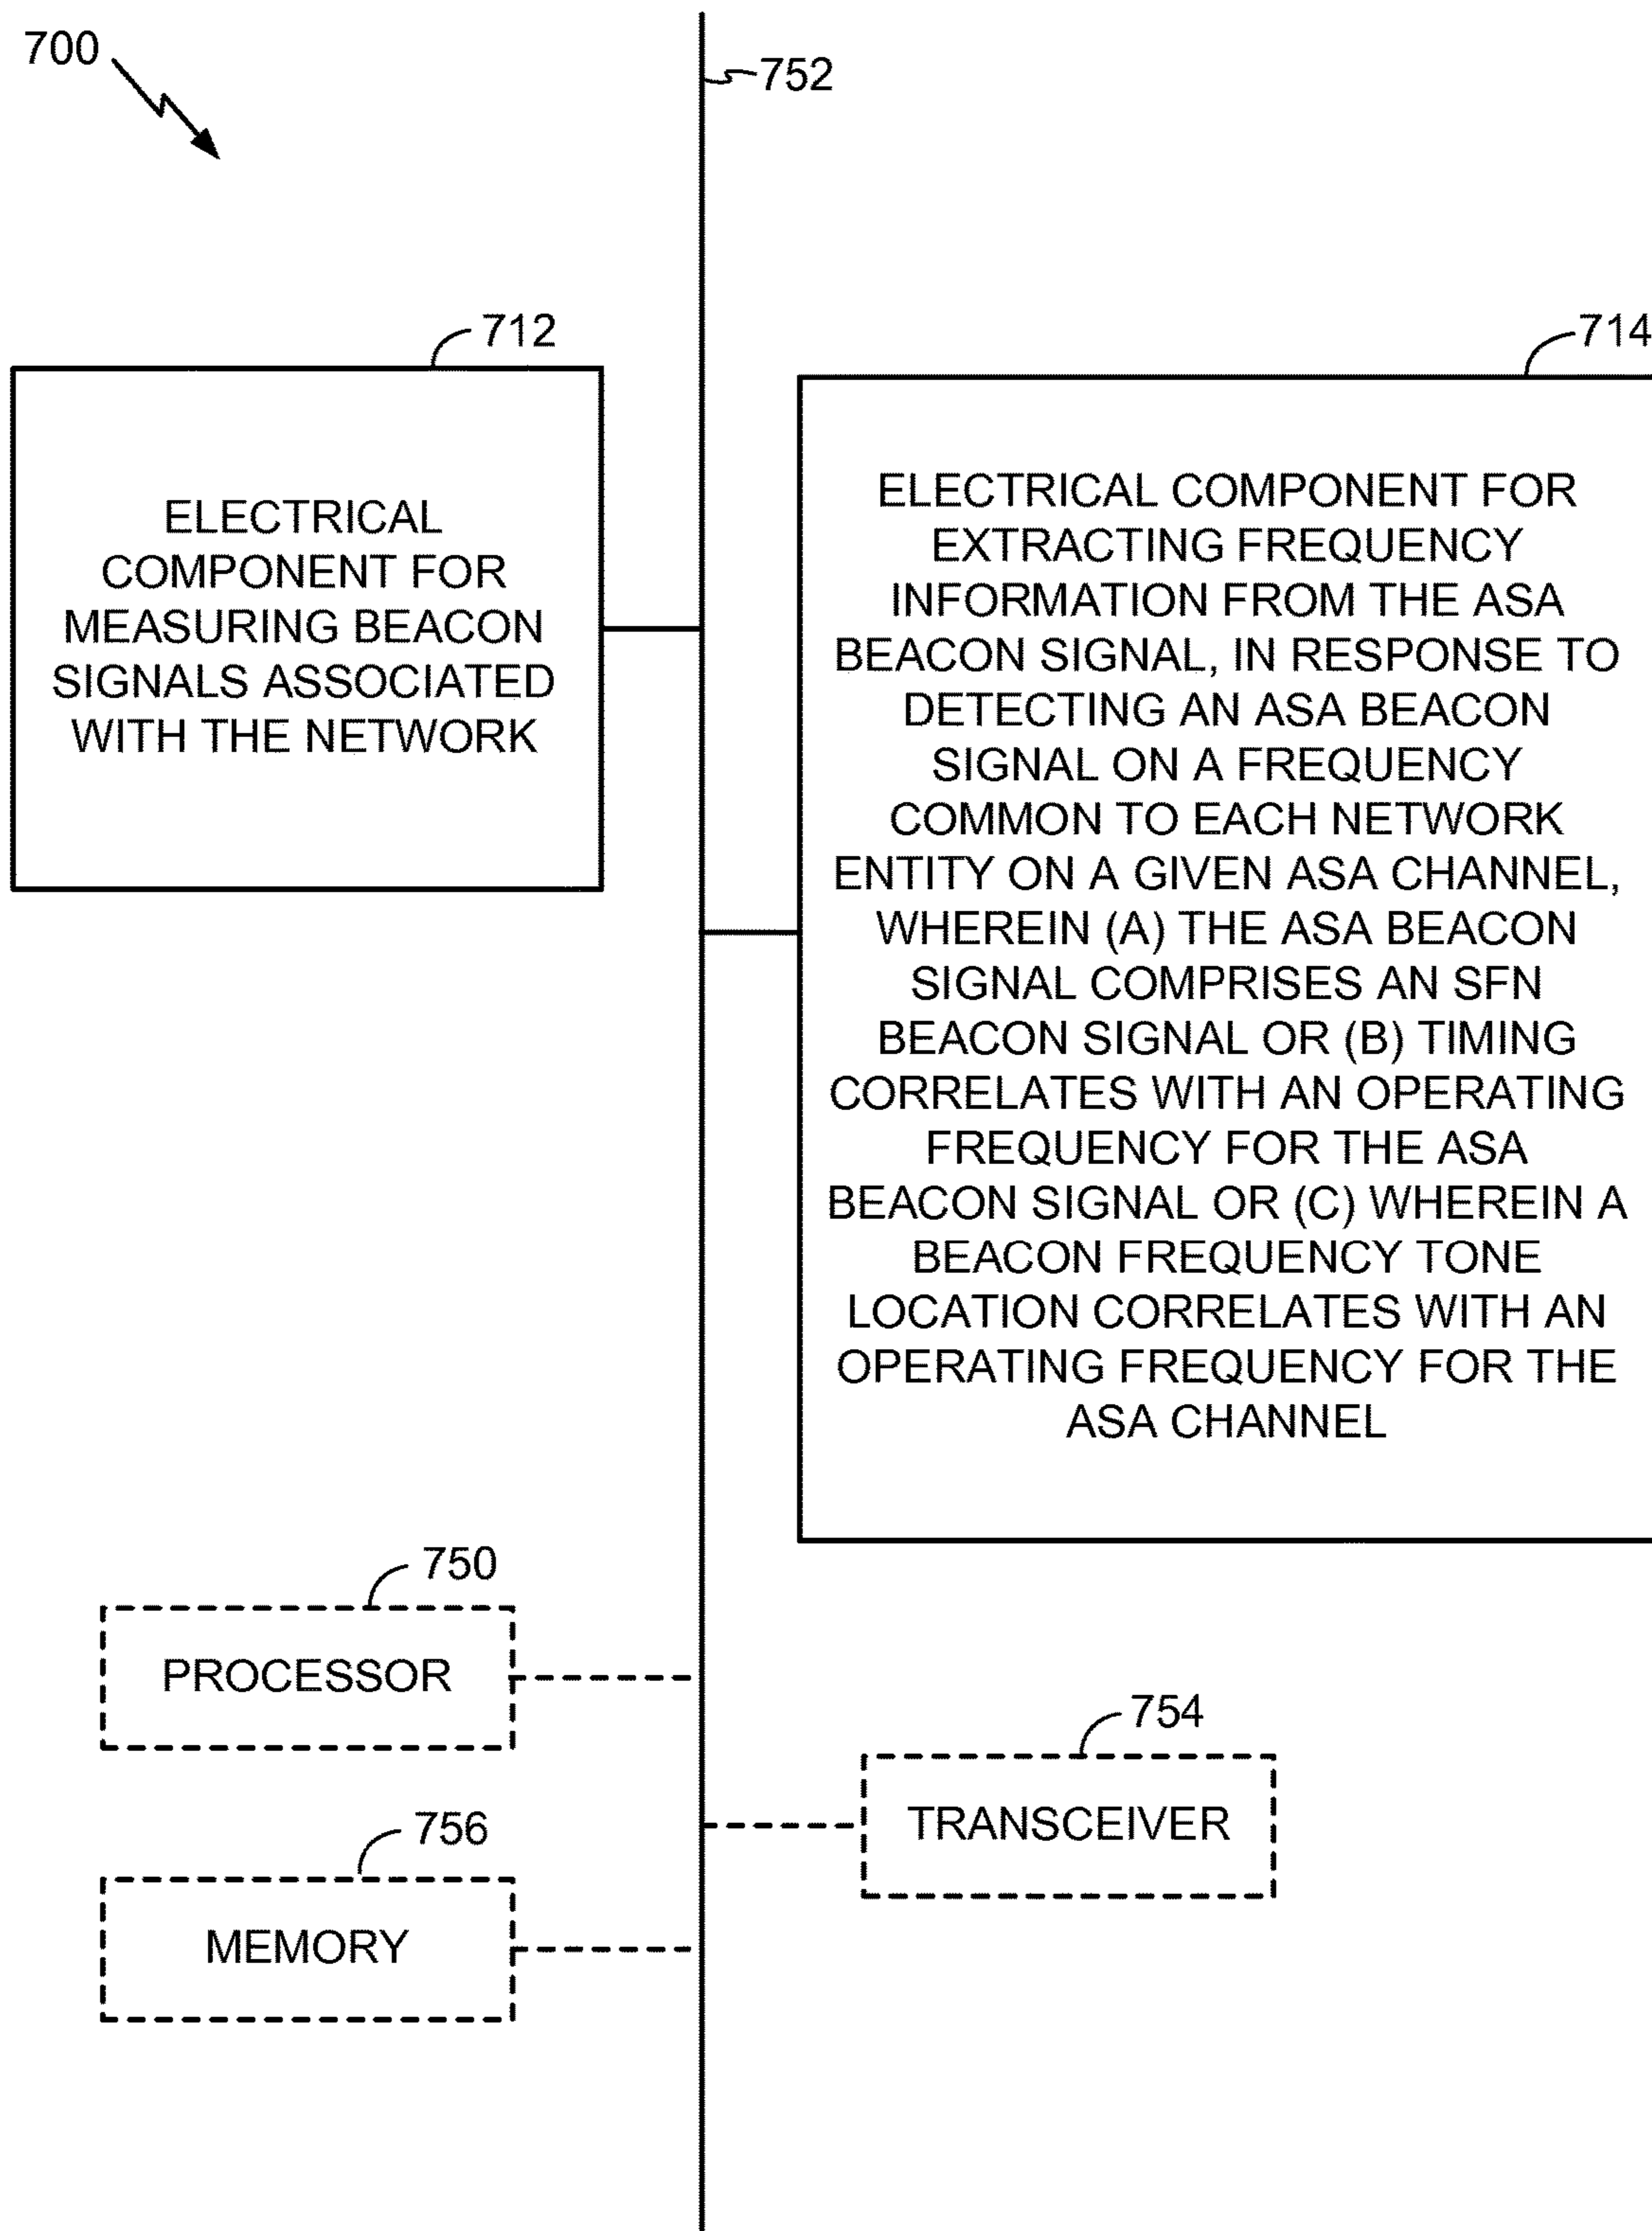 700
752
712
714
ELECTRICAL
COMPONENT FOR
MEASURING BEACON
SIGNALS ASSOCIATED
WITH THE NETWORK
ELECTRICAL COMPONENT FOR
EXTRACTING FREQUENCY
INFORMATION FROM THE ASA
BEACON SIGNAL, IN RESPONSE TO
DETECTING AN ASA BEACON
SIGNAL ON A FREQUENCY
COMMON TO EACH NETWORK
ENTITY ON A GIVEN ASA CHANNEL,
WHEREIN (A) THE ASA BEACON
SIGNAL COMPRISES AN SFN
BEACON SIGNAL OR (B) TIMING
CORRELATES WITH AN OPERATING
FREQUENCY FOR THE ASA
BEACON SIGNAL OR (C) WHEREIN A
BEACON FREQUENCY TONE
LOCATION CORRELATES WITH AN
OPERATING FREQUENCY FOR THE
ASA CHANNEL
750
PROCESSOR
754
TRANSCEIVER
756
MEMORY